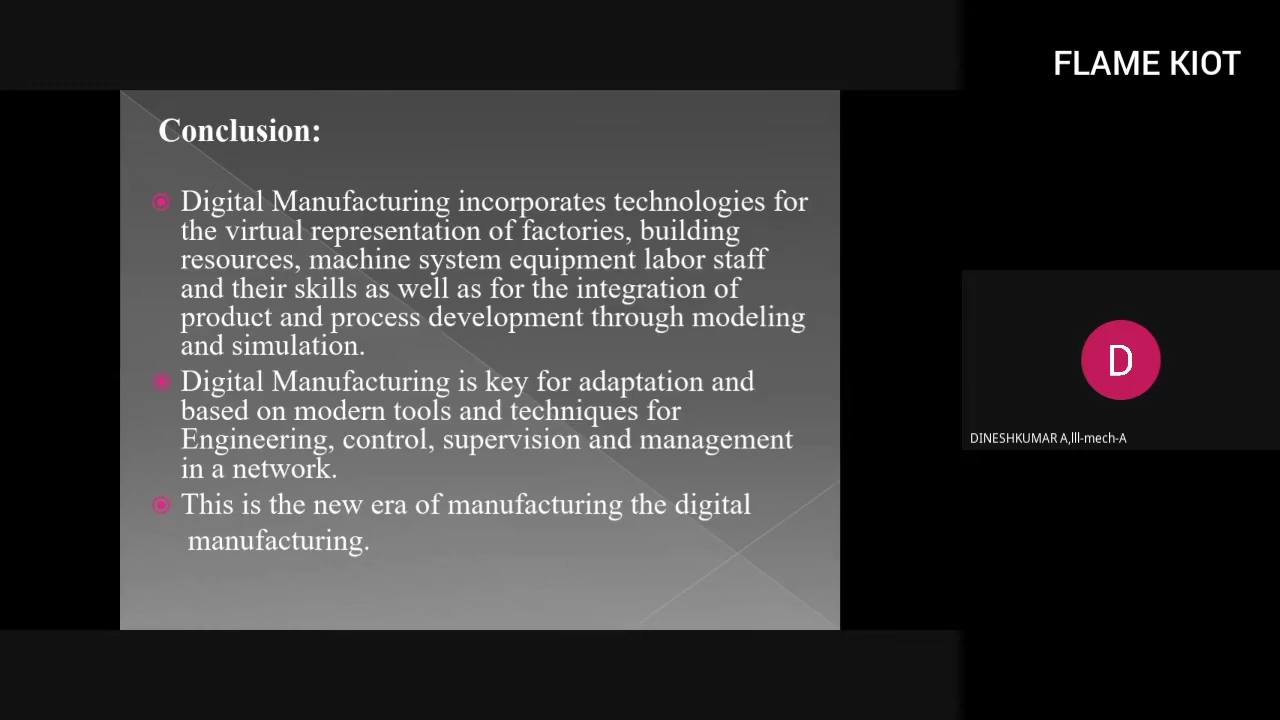 FLAME KIOT
Conclusion:
Digital Manufacturing incorporates technologies for
the virtual representation of factories, building
resources, machine system equipment labor staff
and their skills as well as for the integration of
product and process development through modeling
and simulation.
Digital Manufacturing is key for adaptation and
based on modern tools and techniques for
Engineering, control, supervision and management
in a network.
This is the new era of manufacturing the digital
manufacturing.
D
DINESHKUMAR A,lll-mech-A